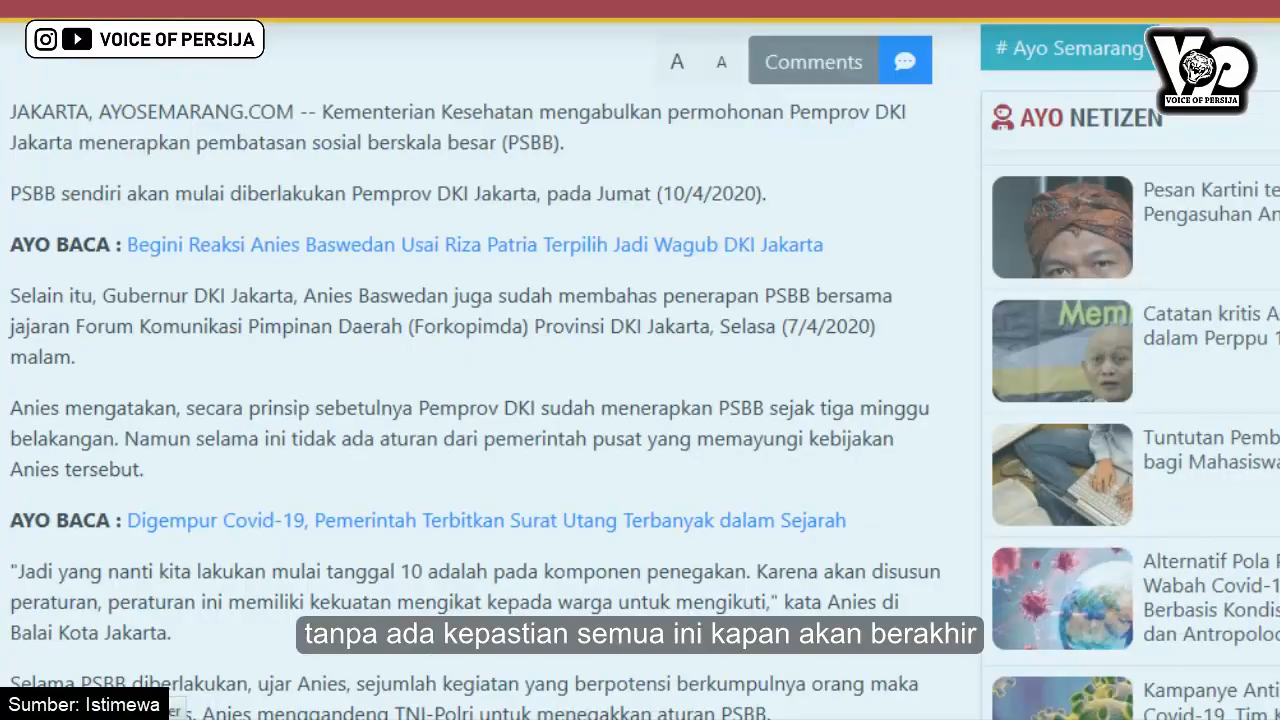 VOICE OF PERSIJA
A A Comments
# Ayo Semarang
VP
VOICE OF PERSIJA
JAKARTA, AYOSEMARANG.COM -- Kementerian Kesehatan mengabulkan permohonan Pemprov DKI
Jakarta menerapkan pembatasan sosial berskala besar (PSBB).
PSBB sendiri akan mulai diberlakukan Pemprov DKI Jakarta, pada Jumat (10/4/2020).
AYO BACA : Begini Reaksi Anies Baswedan Usai Riza Patria Terpilih Jadi Wagub DKI Jakarta
Selain itu, Gubernur DKI Jakarta, Anies Baswedan juga sudah membahas penerapan PSBB bersama
jajaran Forum Komunikasi Pimpinan Daerah (Forkopimda) Provinsi DKI Jakarta, Selasa (7/4/2020)
malam.
Anies mengatakan, secara prinsip sebetulnya Pemprov DKI sudah menerapkan PSBB sejak tiga minggu
belakangan. Namun selama ini tidak ada aturan dari pemerintah pusat yang memayungi kebijakan
Anies tersebut.
AYO BACA : Digempur Covid-19, Pemerintah Terbitkan Surat Utang Terbanyak dalam Sejarah
"Jadi yang nanti kita lakukan mulai tanggal 10 adalah pada komponen penegakan. Karena akan disusun
peraturan, peraturan ini memiliki kekuatan mengikat kepada warga untuk mengikuti," kata Anies di
Balai Kota Jakarta.
tanpa ada kepastian semua ini kapan akan berakhir
Selama PSBB diberlakukan, ujar Anies, sejumlah kegiatan yang berpotensi berkumpulnya orang maka
Anies menggandeng TNI-Polri untuk menegakkan aturan PSBB.
Sumber: Istimewa
AYO NETIZEN
Pesan Kartini te
Pengasuhan An
Memi
Catatan kritis A
dalam Perppu 1
Tuntutan Pemb
bagi Mahasiswa
Alternatif Pola P
Wabah Covid-1
Berbasis Kondis
dan Antropolog
Kampanye Anti
Covid-19, Tim K